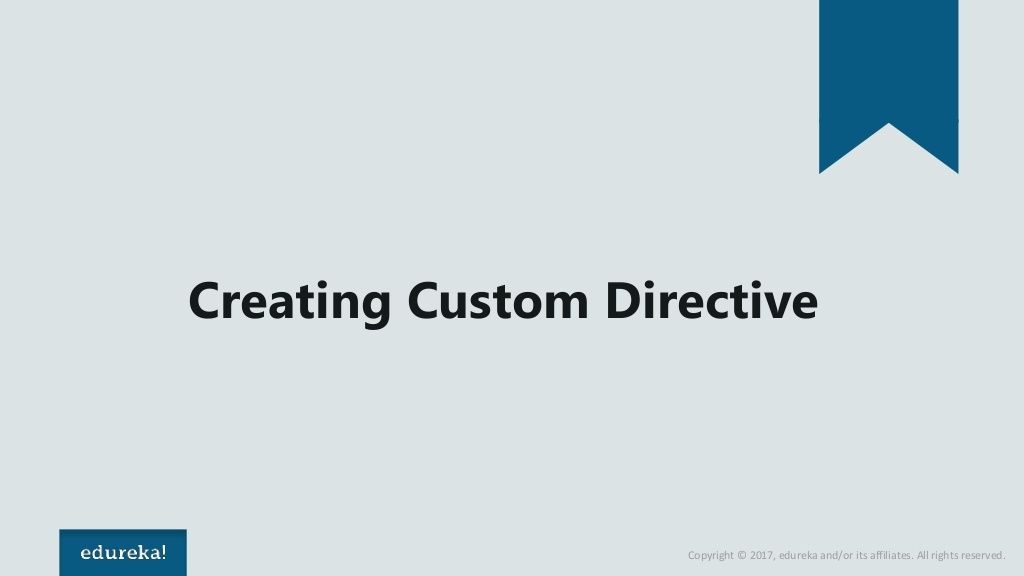 Creating Custom Directive
edureka!
Copyright © 2017, edureka and/or its affiliates. All rights reserved.